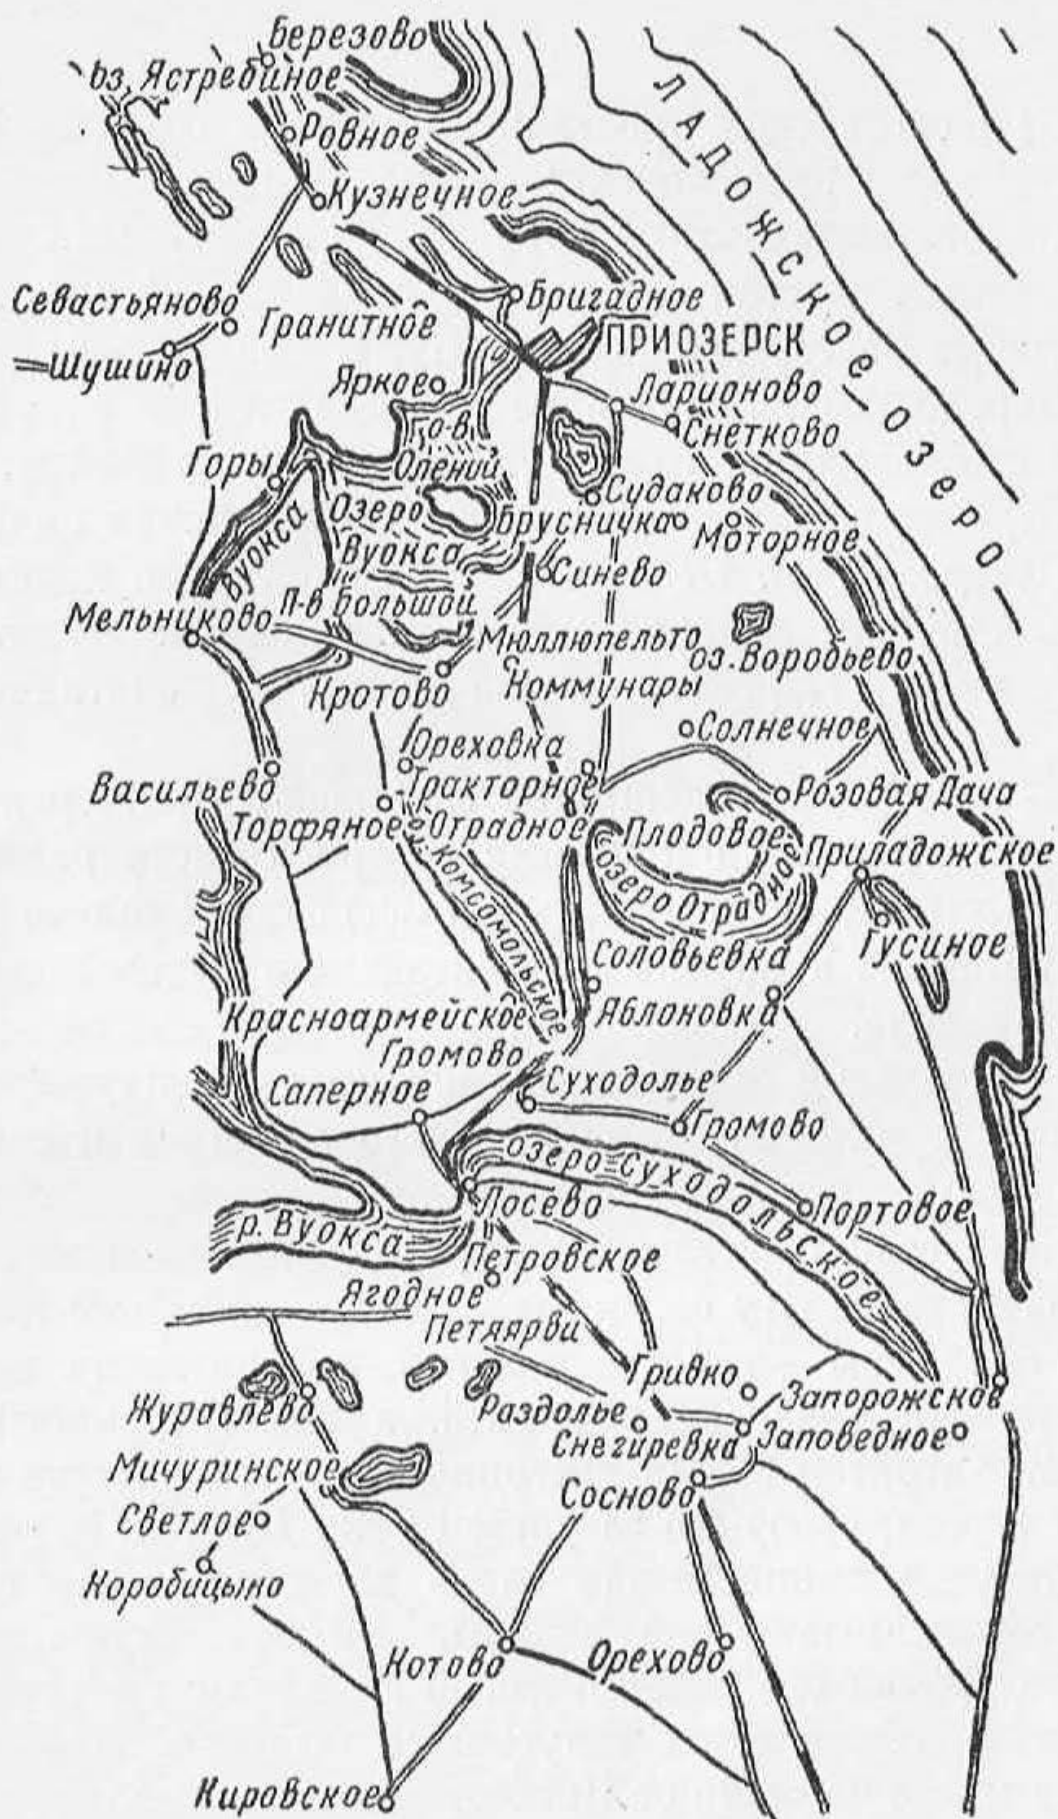 Березово
оз. Ястребиное
Ровное
Кузнечное
ЛАДОЖСКОЕ ОЗЕРО
Севастьяново
Бригадное
Гранитное
ПРИОЗЕРСК
Шушино
Яркое
Ларионово
о-в.
Олений
Снетково
Горы
Судаково
Озеро
Вуокса
Брусничка
Моторное
Вуокса
Синево
П-в Большой
Мельниково
Мюллюпельто
оз. Воробьево
Коммунары
Кротово
Солнечное
Ореховка
Васильево
Тракторное
Розовая Дача
Торфяное
Отрадное
Плодовое
Приладожское
озеро Отрадное
Комсомольское
Гусиное
Соловьевка
Красноармейское
Яблоновка
Громово
Суходолье
Саперное
Громово
озеро Суходольское
Лосево
Портовое
р. Вуокса
Петровское
Ягодное
Петяярви
Гривко
Журавлево
Раздолье
Запорожское
Снегиревка
Заповедное
Мичуринское
Сосново
Светлое
Коробицыно
Котово
Орехово
Кировское